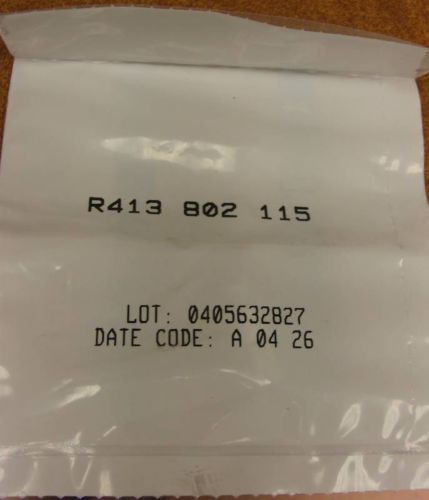 R413 802 115
LOT: 0405632827
DATE CODE: A 04 26